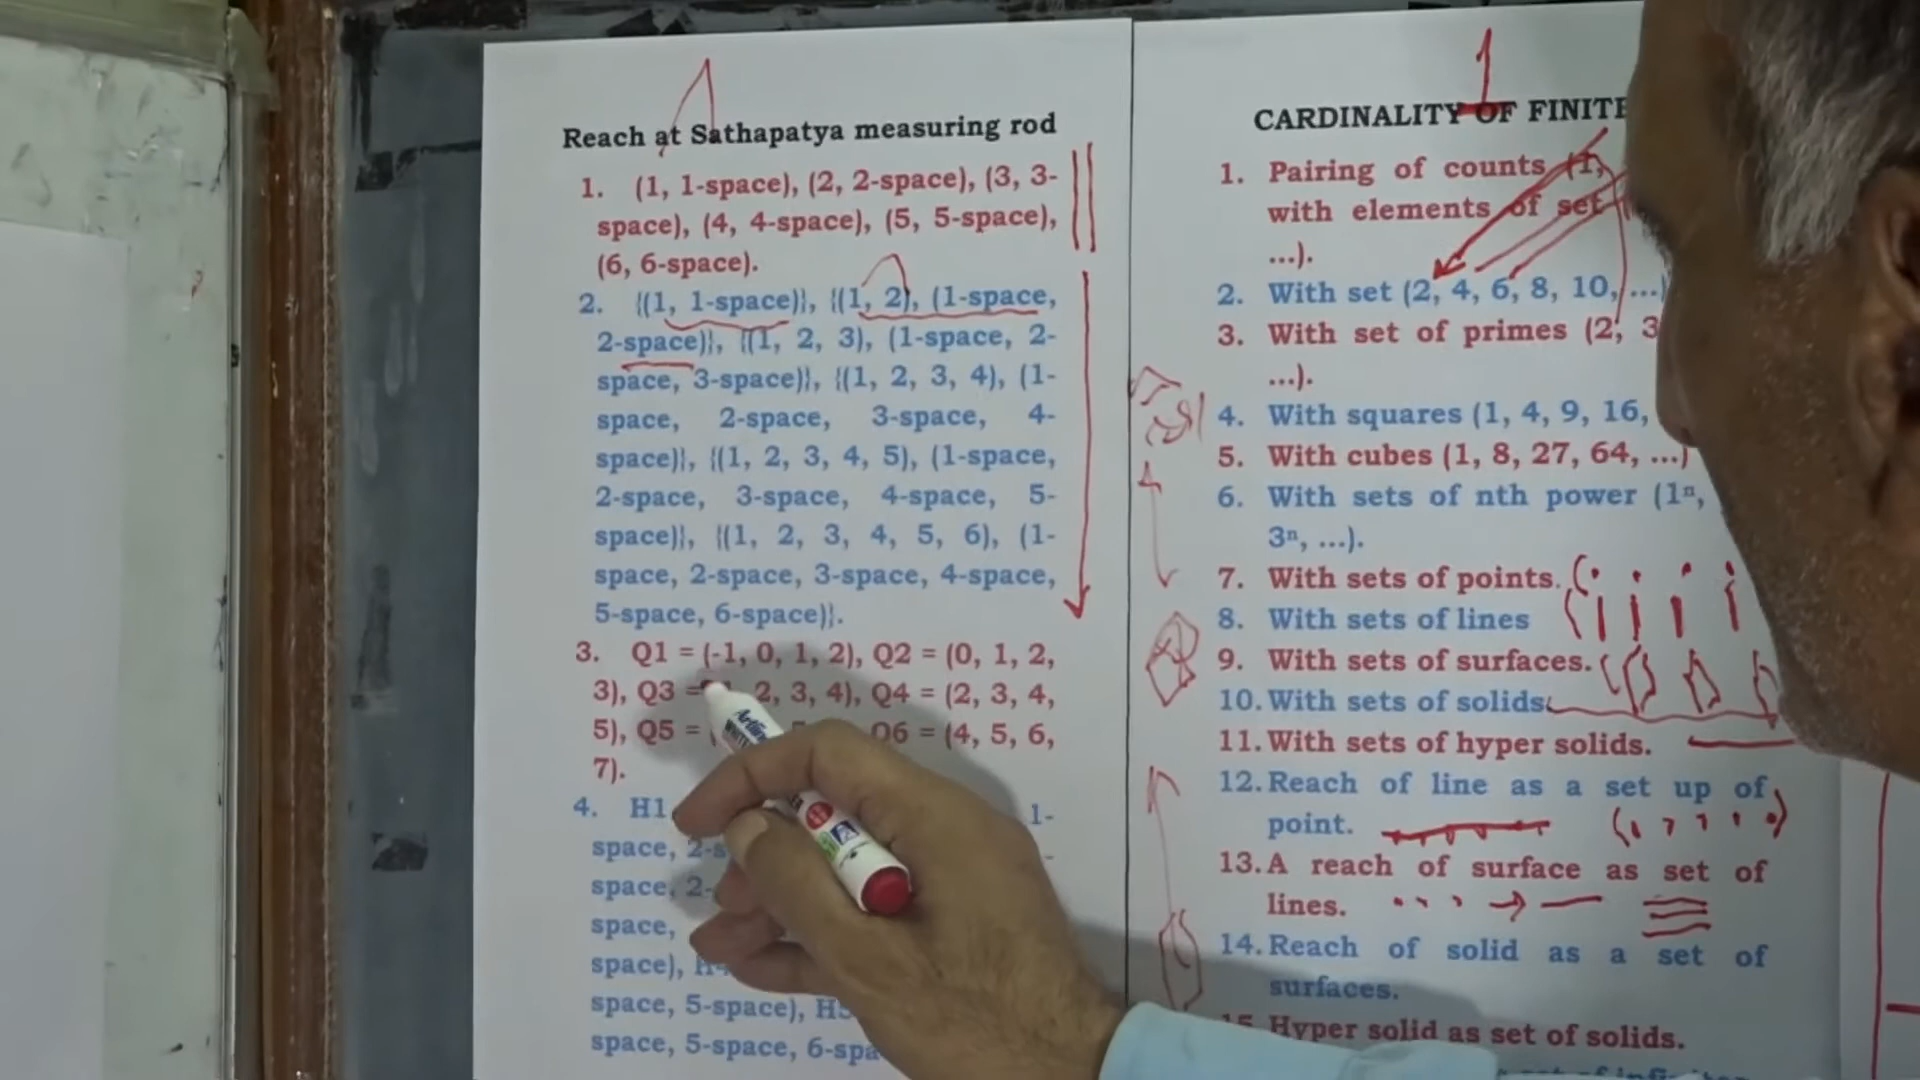 Reach at Sathapatya measuring rod
1. (1, 1-space), (2, 2-space), (3, 3-
space), (4, 4-space), (5, 5-space),
(6, 6-space).
2. {(1, 1-space)}, {(1, 2), (1-space,
2-space)}, {(1, 2, 3), (1-space, 2-
space, 3-space)}, {(1, 2, 3, 4), (1-
space, 2-space, 3-space, 4-
space)}, {(1, 2, 3, 4, 5), (1-space,
2-space, 3-space, 4-space, 5-
space)}, {(1, 2, 3, 4, 5, 6), (1-
space, 2-space, 3-space, 4-space,
5-space, 6-space)}.
3. Q1 = (-1, 0, 1, 2), Q2 = (0, 1, 2,
3), Q3 = 2, 3, 4), Q4 = (2, 3, 4,
5), Q5 = ( Q6 = (4, 5, 6,
7).
4. H1 1-
space,
space, 2-
space,
space),
space, 5-space),
space, 5-space,
1
CARDINALITY OF FINITE
1. Pairing of counts (1,
with elements of set
...).
2. With set (2, 4, 6, 8, 10, ...)
3. With set of primes (2, 3
...).
4. With squares (1, 4, 9, 16,
5. With cubes (1, 8, 27, 64, ...)
6. With sets of nth power (1ⁿ,
3ⁿ, ...).
7. With sets of points.
8. With sets of lines
9. With sets of surfaces.
10. With sets of solids.
11. With sets of hyper solids.
12. Reach of line as a set up of
point.
13. A reach of surface as set of
lines.
14. Reach of solid as a set of
surfaces.
15. Hyper solid as set of solids.
Artline